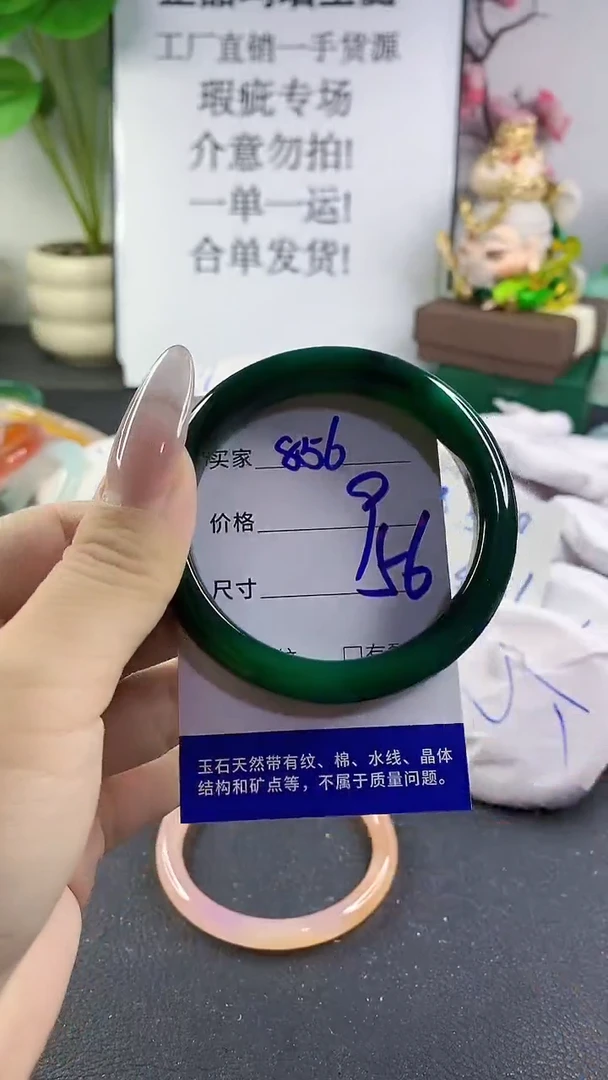 工厂直销一手货源
瑕疵专场
介意勿拍!
一单一运!
合单发货!
买家 856
价格
尺寸 56
玉石天然带有纹、棉、水线、晶体
结构和矿点等，不属于质量问题。